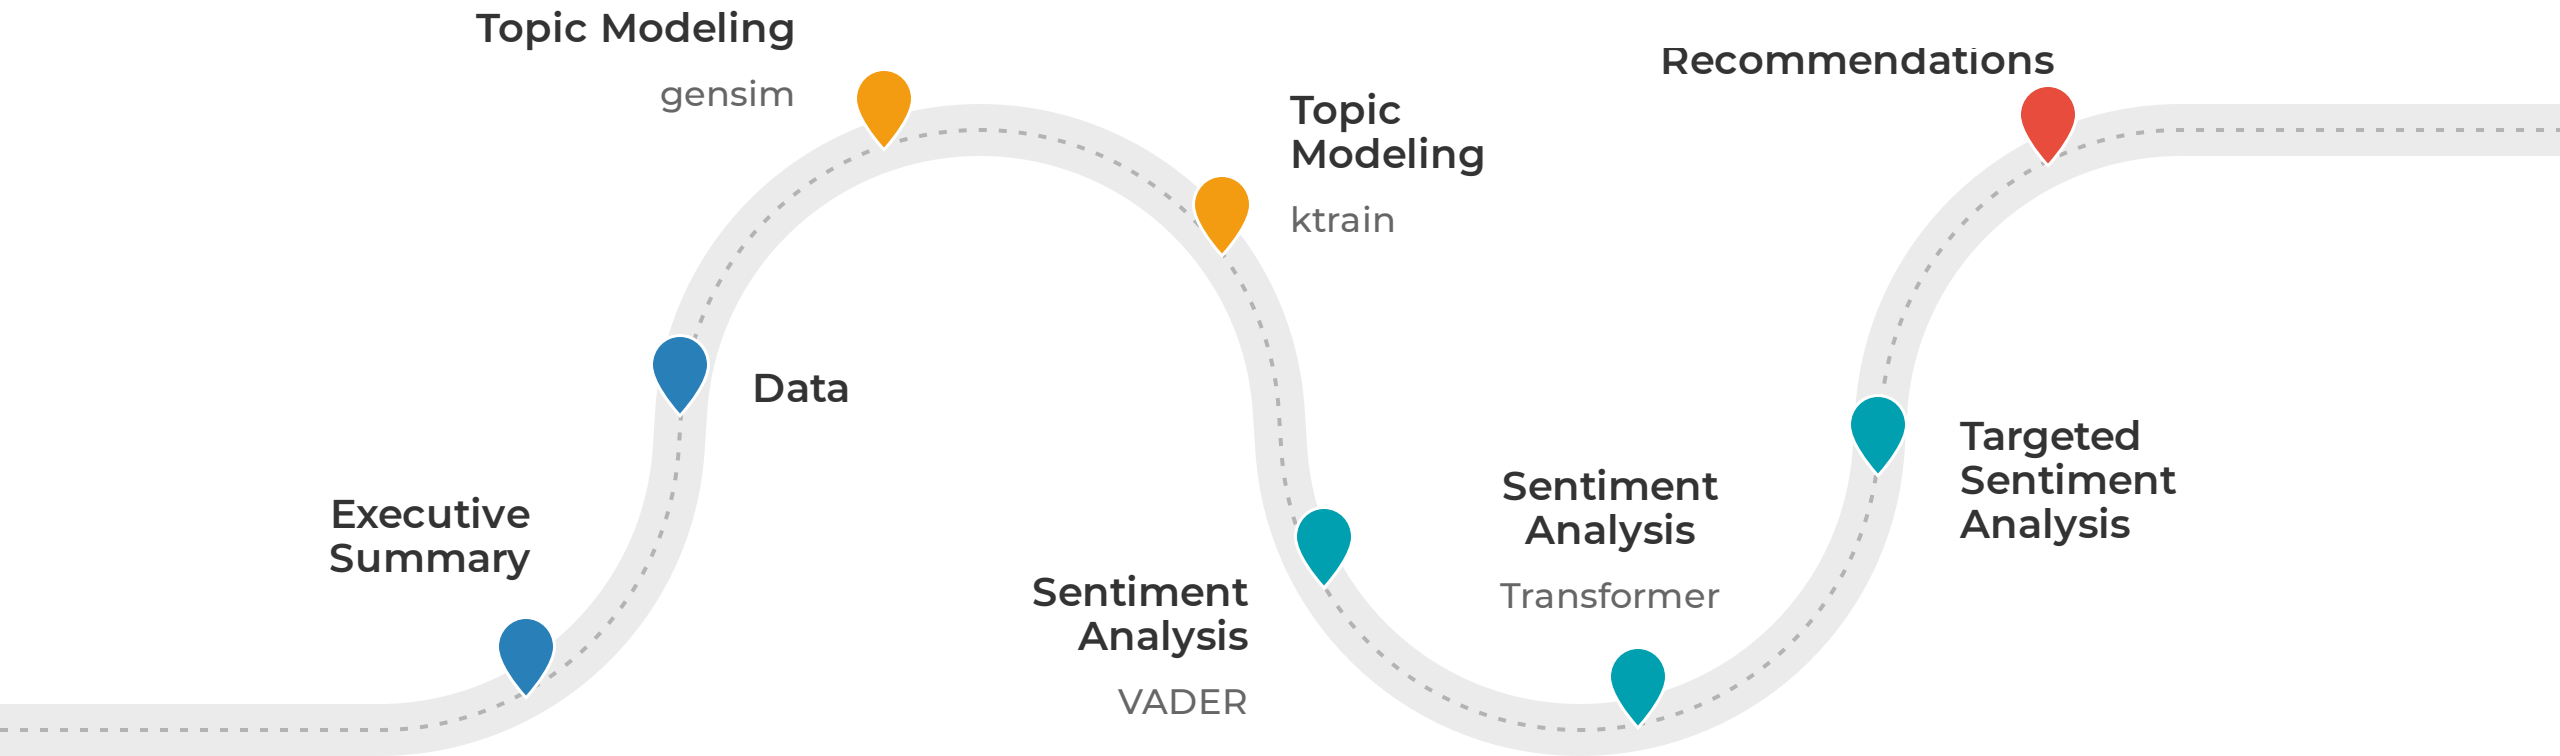 Executive
Summary
Data
Topic Modeling
gensim
Topic
Modeling
ktrain
Sentiment
Analysis
VADER
Sentiment
Analysis
Transformer
Targeted
Sentiment
Analysis
Recommendations